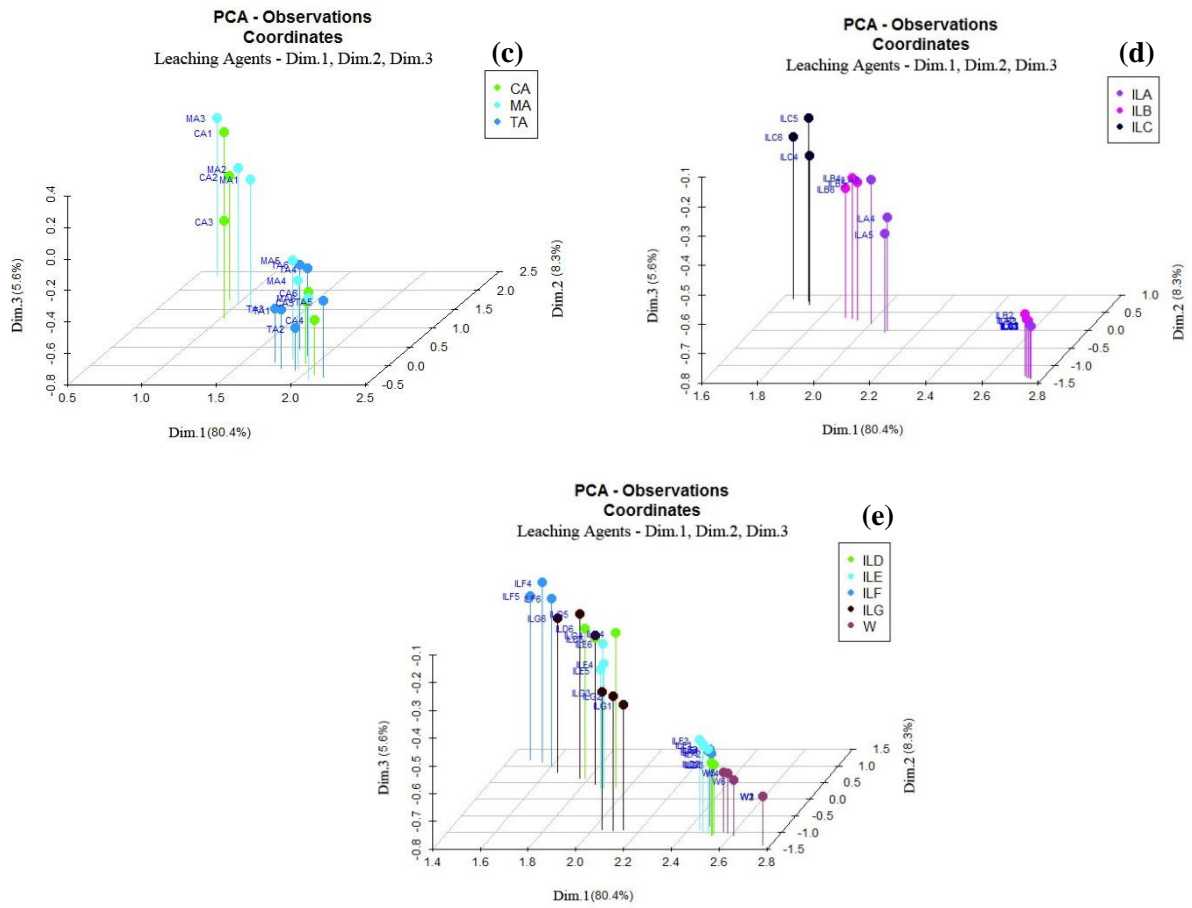 PCA - Observations
Coordinates
Leaching Agents - Dim.1, Dim.2, Dim.3
(c)
CA
MA
TA
MA3
CA1
MA2
CA2
MA1
CA3
MA5
TA6
TA4
MA4
CA6
TA5
TA1
CA4
TA2
0.4
0.2
0.0
-0.2
-0.4
-0.6
-0.8
Dim.3 (5.6%)
0.5
1.0
1.5
2.0
2.5
Dim.1 (80.4%)
-0.5
0.0
0.5
1.0
1.5
2.0
2.5
Dim.2 (8.3%)
PCA - Observations
Coordinates
Leaching Agents - Dim.1, Dim.2, Dim.3
(d)
ILA
ILB
ILC
ILC5
ILC6
ILC4
ILB4
ILB6
ILA4
ILA5
ILB2
-0.1
-0.2
-0.3
-0.4
-0.5
-0.6
-0.7
-0.8
Dim.3 (5.6%)
1.6
1.8
2.0
2.2
2.4
2.6
2.8
Dim.1 (80.4%)
-1.5
-1.0
-0.5
0.0
0.5
1.0
Dim.2 (8.3%)
PCA - Observations
Coordinates
Leaching Agents - Dim.1, Dim.2, Dim.3
(e)
ILD
ILE
ILF
ILG
W
ILF4
ILF5
ILF6
ILG5
ILG6
ILD6
ILE6
ILE4
ILE5
ILG3
ILG2
ILG1
ILE3
W6
-0.1
-0.2
-0.3
-0.4
-0.5
-0.6
-0.7
-0.8
Dim.3 (5.6%)
1.4
1.6
1.8
2.0
2.2
2.4
2.6
2.8
Dim.1 (80.4%)
-1.5
-1.0
-0.5
0.0
0.5
1.0
1.5
Dim.2 (8.3%)